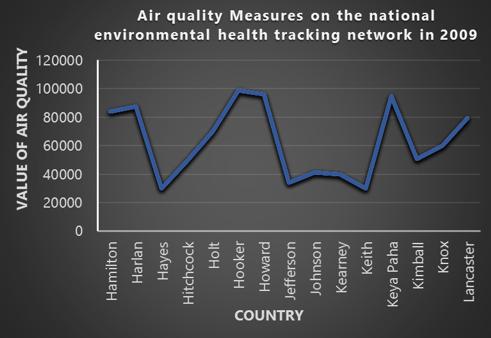 Air quality Measures on the national
environmental health tracking network in 2009
VALUE OF AIR QUALITY
120000
100000
80000
60000
40000
20000
0
Hamilton
Harlan
Hayes
Hitchcock
Holt
Hooker
Howard
Jefferson
Johnson
Kearney
Keith
Keya Paha
Kimball
Knox
Lancaster
COUNTRY